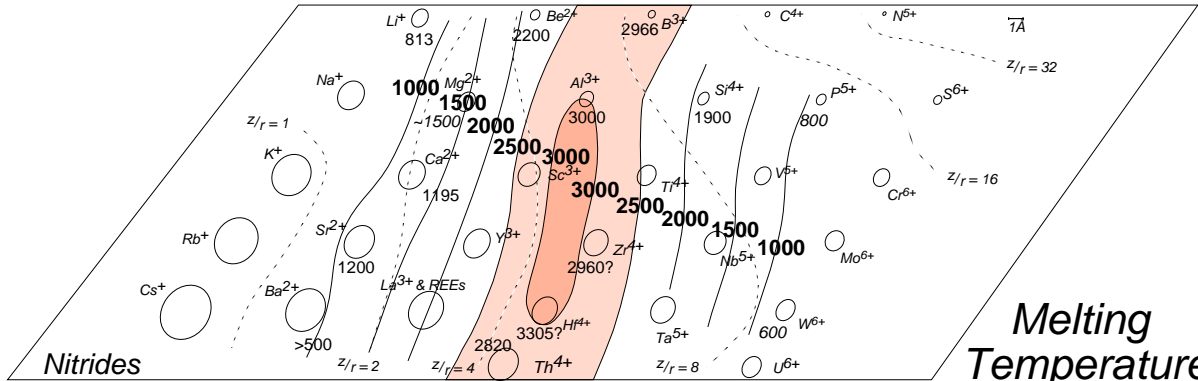 Li+ Be2+ B3+ C4+ N5+
813 2200 2966 1Å
z/r = 32
Na+ 1000 Mg2+ Al3+ Si4+ P5+ S6+
1500
~1500 3000 1900 800
z/r = 1 2000
2500
K+ Ca2+ 3000 Sc3+ Ti4+ V5+ Cr6+
z/r = 16
1195 3000
2500
2000
1500
Rb+ Sr2+ Y3+ Zr4+ Nb5+ 1000 Mo6+
1200 2960?
Cs+ Ba2+ La3+ & REEs Hf4+ Ta5+ W6+
3305? 600
>500 2820
z/r = 2 z/r = 4 Th4+ z/r = 8 U6+
Nitrides
Melting
Temperature